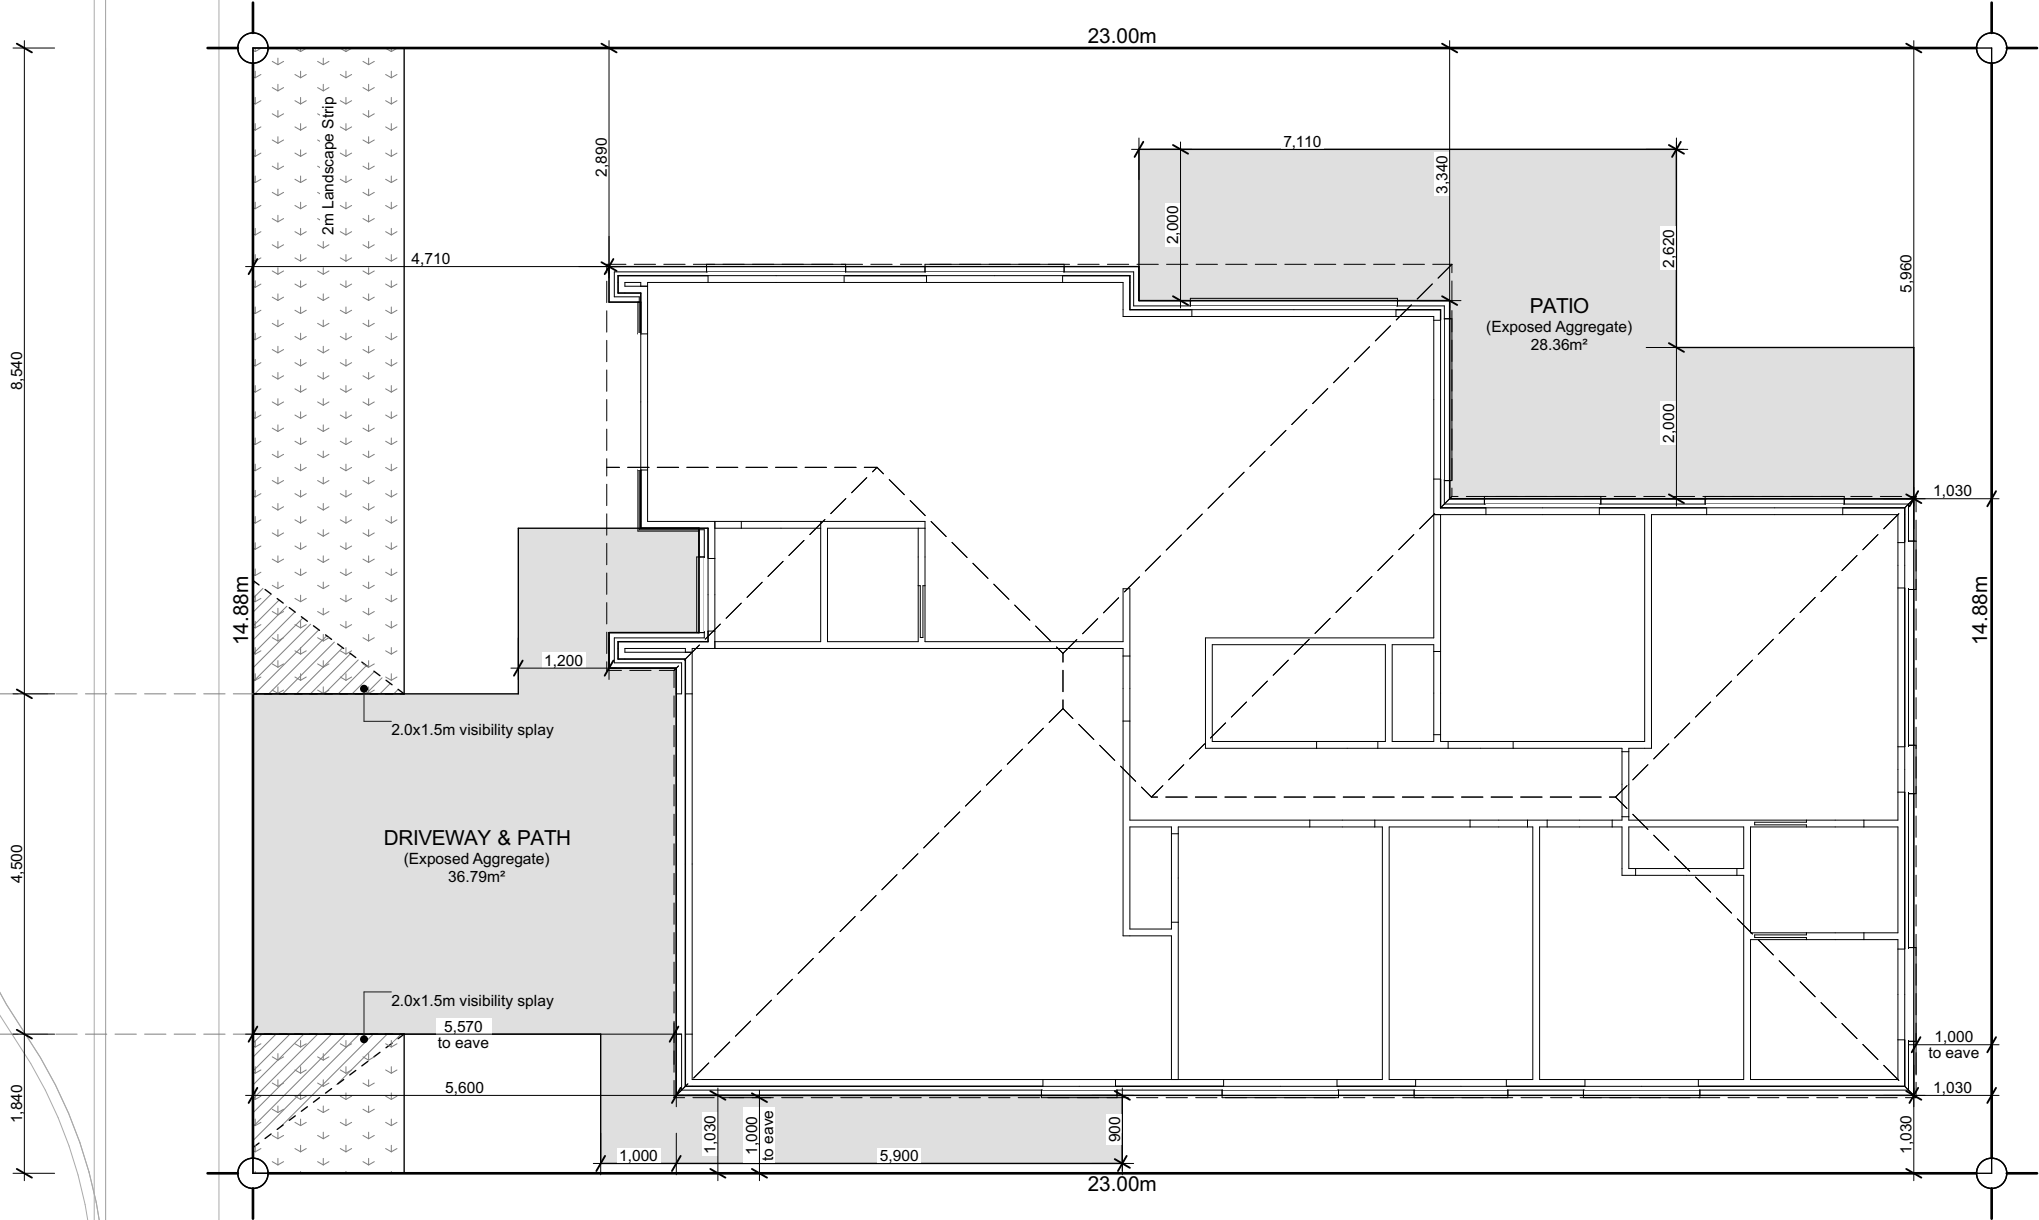 23.00m
2m Landscape Strip
2,890
7,110
3,340
2,000
2,620
5,960
4,710
PATIO
(Exposed Aggregate)
28.36m²
8,540
2,000
1,030
14.88m
14.88m
1,200
2.0x1.5m visibility splay
DRIVEWAY & PATH
(Exposed Aggregate)
36.79m²
4,500
2.0x1.5m visibility splay
5,570
to eave
1,000
to eave
5,600
1,030
1,840
1,030
1,000
to eave
900
1,030
1,000
5,900
23.00m